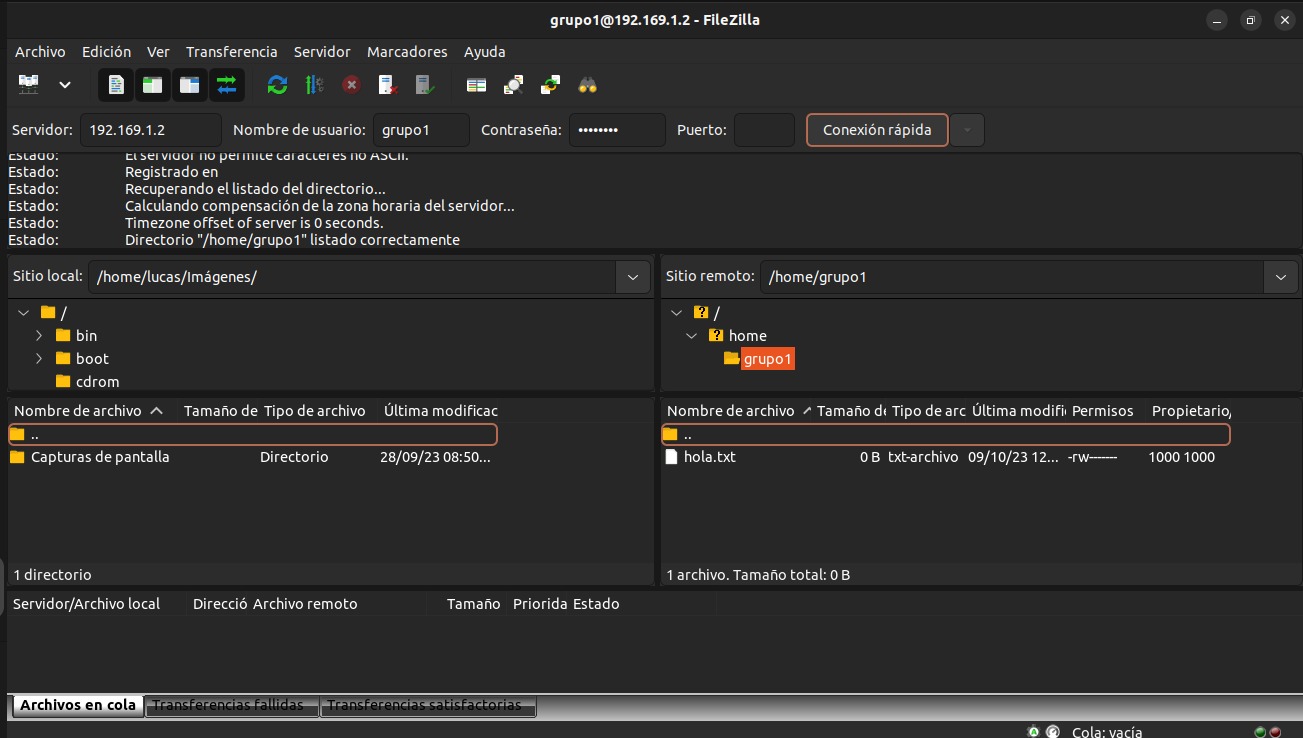 grupo1@192.169.1.2 - FileZilla
Archivo Edición Ver Transferencia Servidor Marcadores Ayuda
Servidor: 192.169.1.2 Nombre de usuario: grupo1 Contraseña: •••••••• Puerto: Conexión rápida
Estado: El servidor no permite caracteres no ASCII.
Estado: Registrado en
Estado: Recuperando el listado del directorio...
Estado: Calculando compensación de la zona horaria del servidor...
Estado: Timezone offset of server is 0 seconds.
Estado: Directorio "/home/grupo1" listado correctamente
Sitio local: /home/lucas/Imágenes/
/
bin
boot
cdrom
Sitio remoto: /home/grupo1
/
home
grupo1
Nombre de archivo Tamaño de Tipo de archivo Última modificac
..
Capturas de pantalla Directorio 28/09/23 08:50...
1 directorio
Nombre de archivo Tamaño de Tipo de arc Última modifi Permisos Propietario/
..
hola.txt 0 B txt-archivo 09/10/23 12... -rw------- 1000 1000
1 archivo. Tamaño total: 0 B
Servidor/Archivo local Direcció Archivo remoto Tamaño Priorida Estado
Archivos en cola Transferencias fallidas Transferencias satisfactorias
Cola: vacía